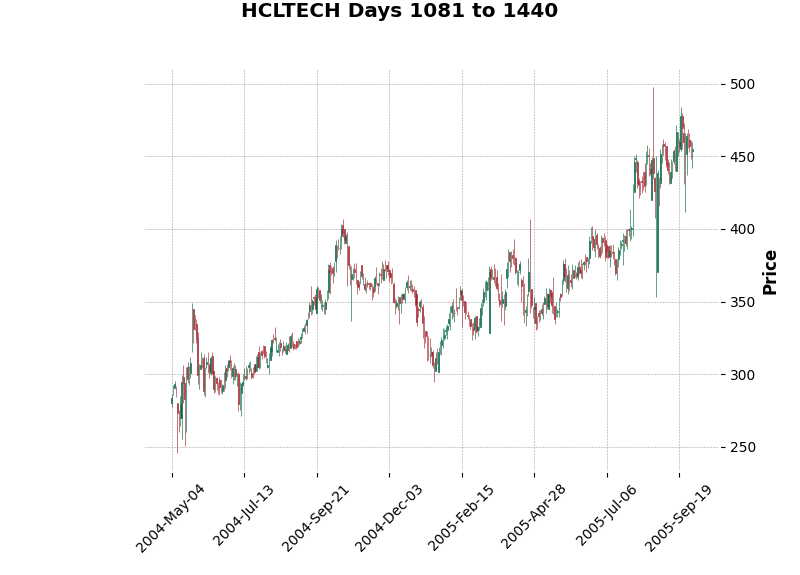 HCLTECH Days 1081 to 1440
500
450
400
350
300
250
Price
2004-May-04
2004-Jul-13
2004-Sep-21
2004-Dec-03
2005-Feb-15
2005-Apr-28
2005-Jul-06
2005-Sep-19